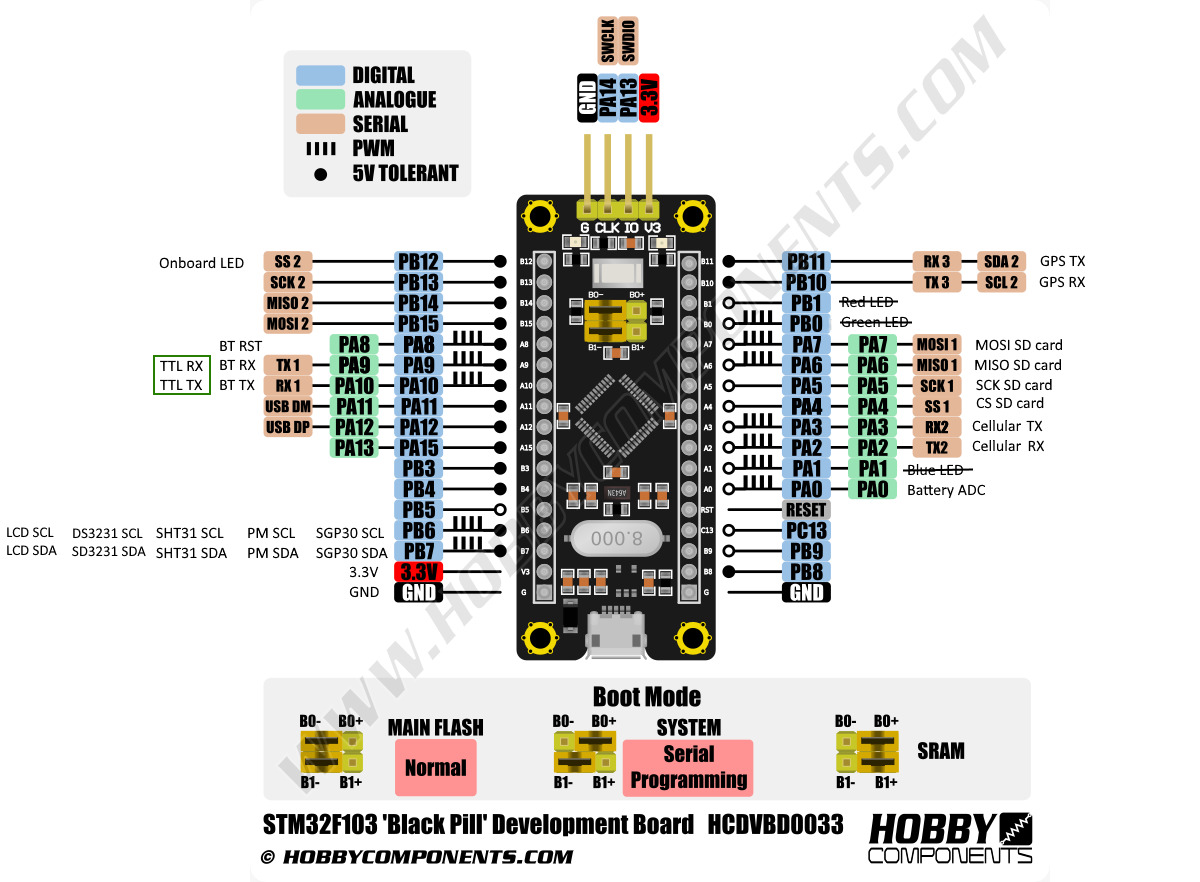 SWCLK
SWDIO
GND
PA14
PA13
3.3V
DIGITAL
ANALOGUE
SERIAL
PWM
5V TOLERANT
G CLK IO V3
Onboard LED SS 2 PB12 B12 B11 PB11 RX 3 SDA 2 GPS TX
SCK 2 PB13 B13 B10 PB10 TX 3 SCL 2 GPS RX
B0- B0+
MISO 2 PB14 B14 B1 PB1 Red LED
MOSI 2 PB15 B15 B0 PB0 Green LED
B1- B1+
BT RST PA8 PA8 A8 A7 PA7 PA7 MOSI 1 MOSI SD card
TTL RX BT RX TX 1 PA9 PA9 A9 A6 PA6 PA6 MISO 1 MISO SD card
TTL TX BT TX RX 1 PA10 PA10 A10 A5 PA5 PA5 SCK 1 SCK SD card
USB DM PA11 PA11 A11 A4 PA4 PA4 SS 1 CS SD card
USB DP PA12 PA12 A12 A3 PA3 PA3 RX2 Cellular TX
PA13 PA15 A15 A2 PA2 PA2 TX2 Cellular RX
PB3 B3 A1 PA1 PA1 Blue LED
PB4 B4 A643N A0 PA0 PA0 Battery ADC
PB5 B5 RST RESET
LCD SCL DS3231 SCL SHT31 SCL PM SCL SGP30 SCL PB6 B6 8.000 C13 PC13
LCD SDA SD3231 SDA SHT31 SDA PM SDA SGP30 SDA PB7 B7 B9 PB9
3.3V 3.3V V3 B8 PB8
GND GND G G GND
WWW.HOBBYCOMPONENTS.COM
Boot Mode
B0- B0+ MAIN FLASH B0- B0+ SYSTEM B0- B0+
Normal Serial SRAM
Programming
B1- B1+ B1- B1+ B1- B1+
STM32F103 'Black Pill' Development Board HCDVBD0033
© HOBBYCOMPONENTS.COM
HOBBY
COMPONENTS